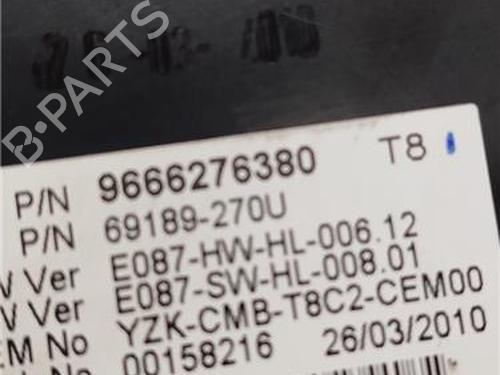 B-PARTS
P/N 9666276380 T8
P/N 69189-270U
Ver E087-HW-HL-006.12
Ver E087-SW-HL-008.01
No YZK-CMB-T8C2-CEM00
00158216 26/03/2010